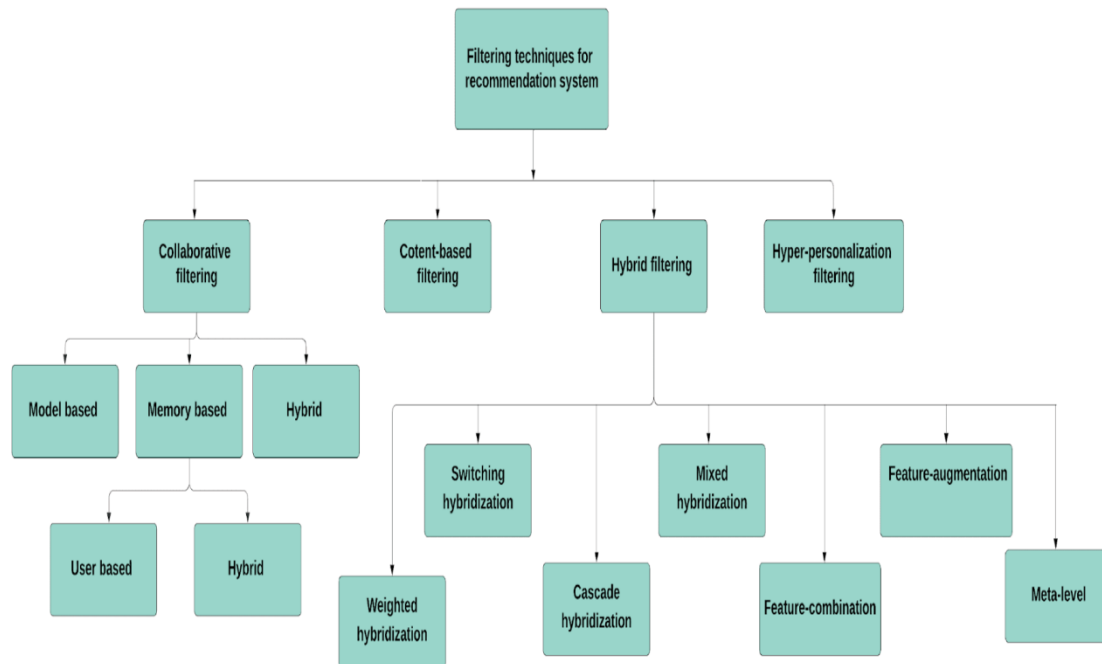 Filtering techniques for
recommendation system
Collaborative
filtering
Cotent-based
filtering
Hybrid filtering
Hyper-personalization
filtering
Model based
Memory based
Hybrid
User based
Hybrid
Switching
hybridization
Mixed
hybridization
Feature-augmentation
Weighted
hybridization
Cascade
hybridization
Feature-combination
Meta-level